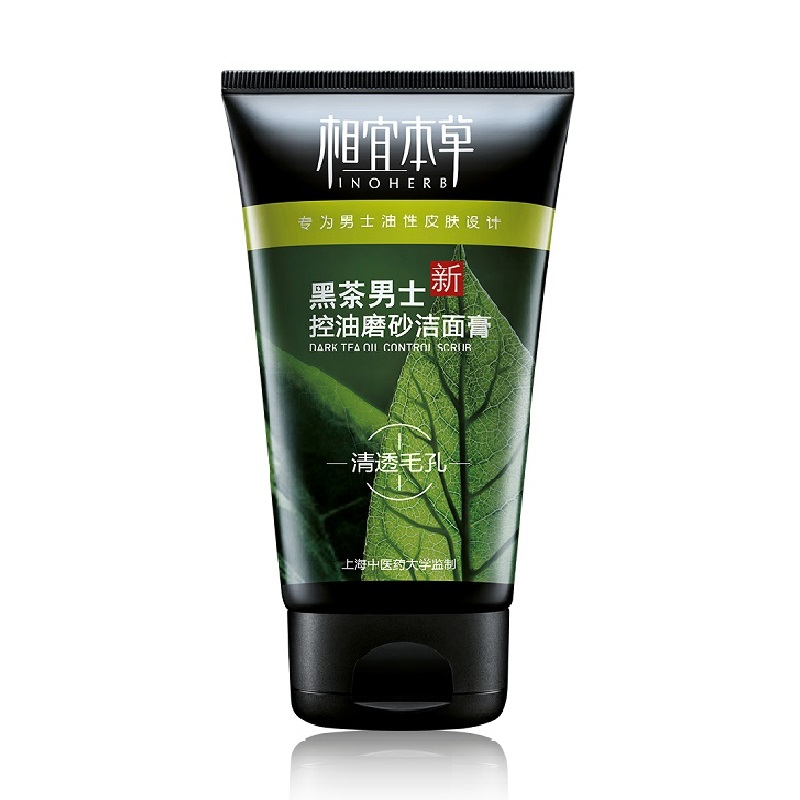 相宜本草
INOHERB
专为男士油性皮肤设计
黑茶男士 新
控油磨砂洁面膏
DARK TEA OIL CONTROL SCRUB
清透毛孔
上海中医药大学监制